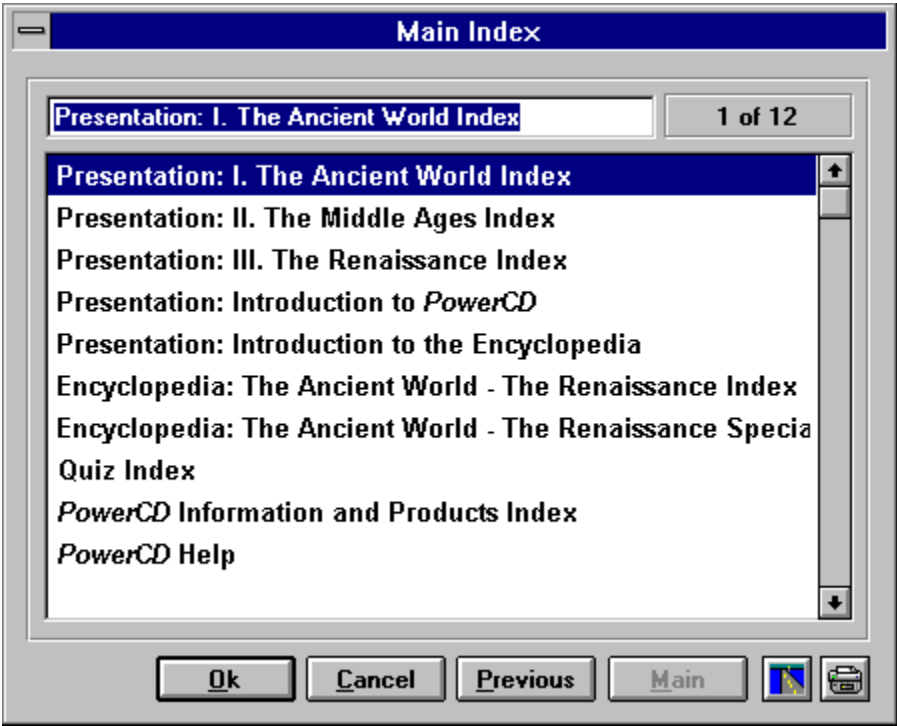 Main Index
Presentation: I. The Ancient World Index
1 of 12
Presentation: I. The Ancient World Index
Presentation: II. The Middle Ages Index
Presentation: III. The Renaissance Index
Presentation: Introduction to PowerCD
Presentation: Introduction to the Encyclopedia
Encyclopedia: The Ancient World - The Renaissance Index
Encyclopedia: The Ancient World - The Renaissance Specia
Quiz Index
PowerCD Information and Products Index
PowerCD Help
Ok Cancel Previous Main